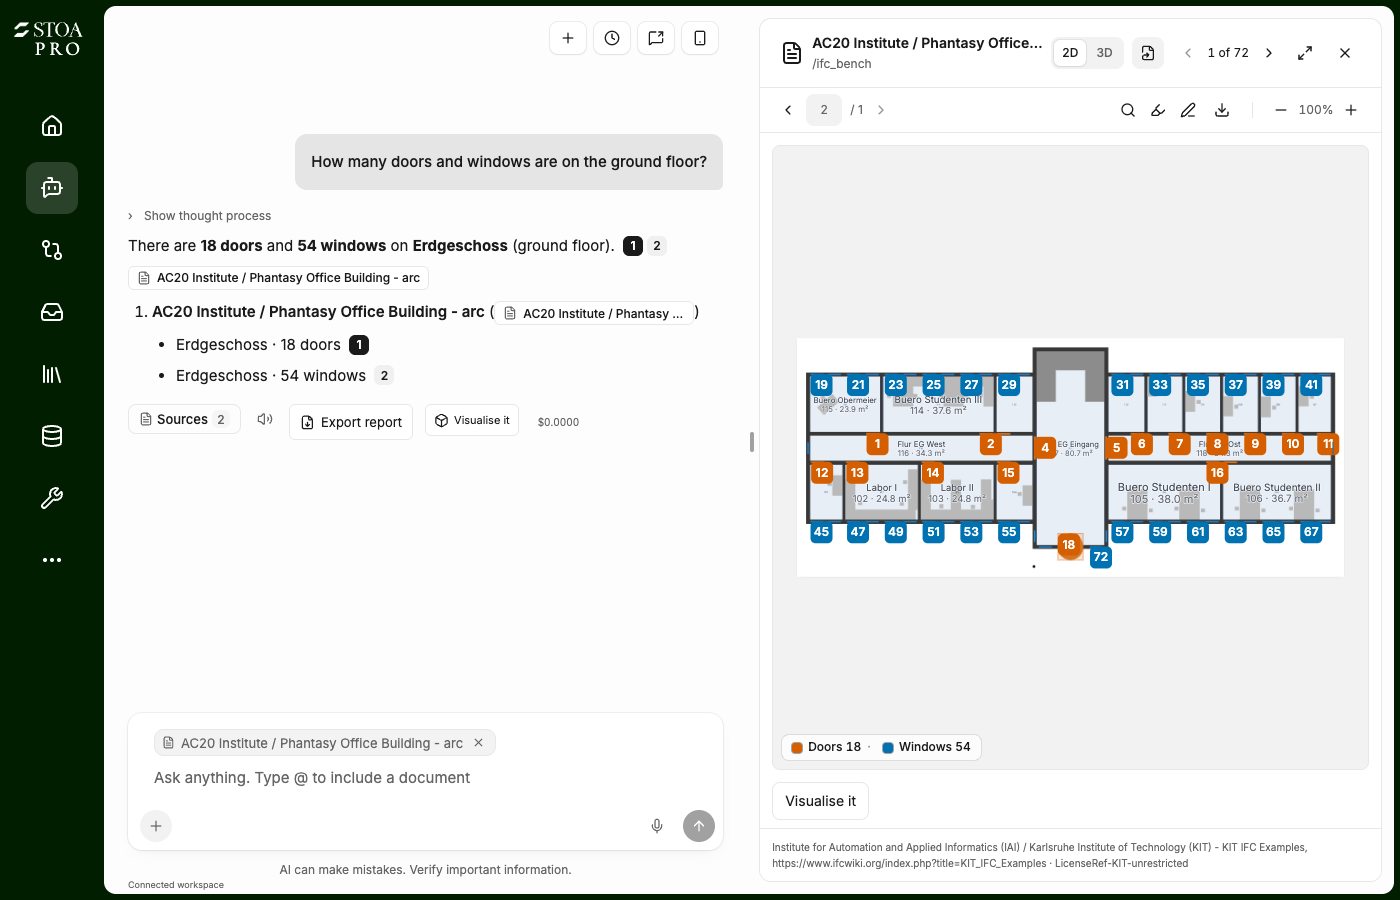 STOA
PRO
How many doors and windows are on the ground floor?
Show thought process
There are 18 doors and 54 windows on Erdgeschoss (ground floor). 1 2
AC20 Institute / Phantasy Office Building - arc
1. AC20 Institute / Phantasy Office Building - arc (AC20 Institute / Phantasy ...)
• Erdgeschoss · 18 doors 1
• Erdgeschoss · 54 windows 2
Sources 2
Export report
Visualise it
$0.0000
AC20 Institute / Phantasy Office Building - arc
Ask anything. Type @ to include a document
AI can make mistakes. Verify important information.
Connected workspace
AC20 Institute / Phantasy Office...
/ifc_bench
2D 3D
1 of 72
2 / 1
100%
19 21 23 25 27 29 31 33 35 37 39 41
Buero Obermeier
115 · 23.9 m²
Buero Studenten III
114 · 37.6 m²
1 2 4 5 6 7 8 9 10 11
Flur EG West
116 · 34.3 m²
EG Eingang
80.7 m²
12 13 14 15 16
Labor I
102 · 24.8 m²
Labor II
103 · 24.8 m²
Buero Studenten I
105 · 38.0 m²
Buero Studenten II
106 · 36.7 m²
45 47 49 51 53 55 57 59 61 63 65 67
18
72
Doors 18 · Windows 54
Visualise it
Institute for Automation and Applied Informatics (IAI) / Karlsruhe Institute of Technology (KIT) - KIT IFC Examples,
https://www.ifcwiki.org/index.php?title=KIT_IFC_Examples · LicenseRef-KIT-unrestricted